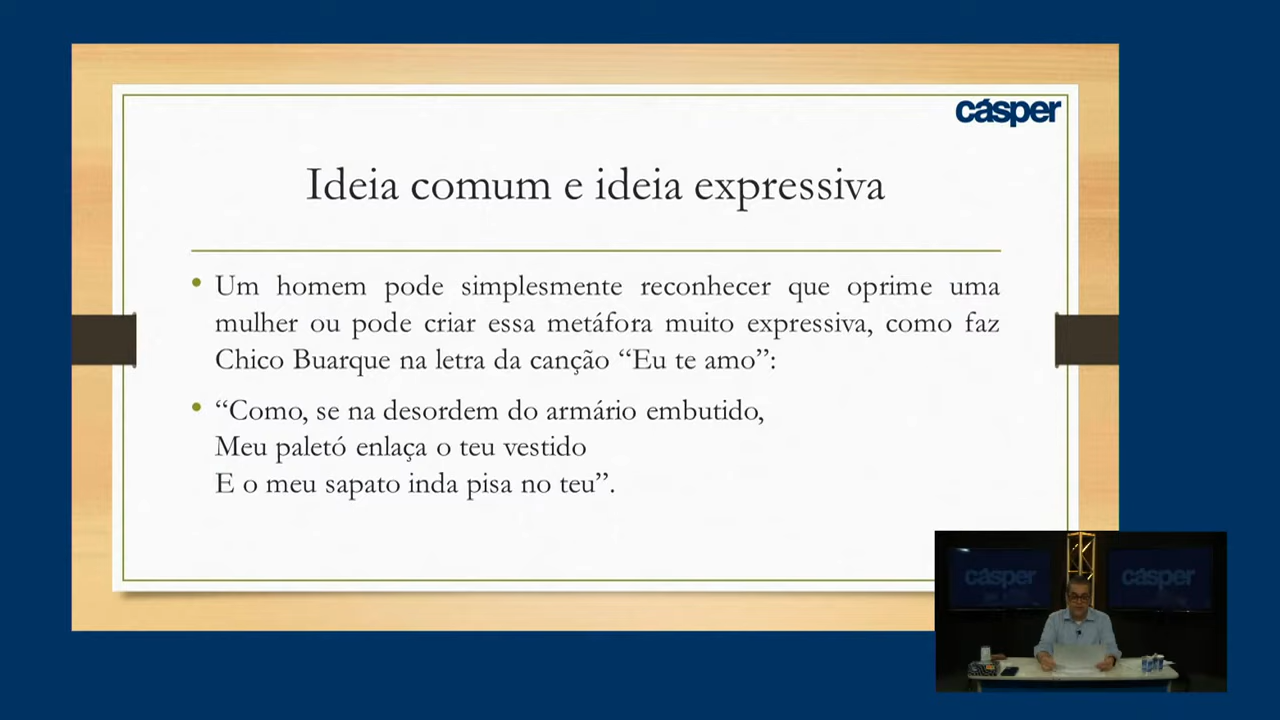 cásper
Ideia comum e ideia expressiva
• Um homem pode simplesmente reconhecer que oprime uma
mulher ou pode criar essa metáfora muito expressiva, como faz
Chico Buarque na letra da canção “Eu te amo”:
• “Como, se na desordem do armário embutido,
Meu paletó enlaça o teu vestido
E o meu sapato inda pisa no teu”.
cásper
cásper